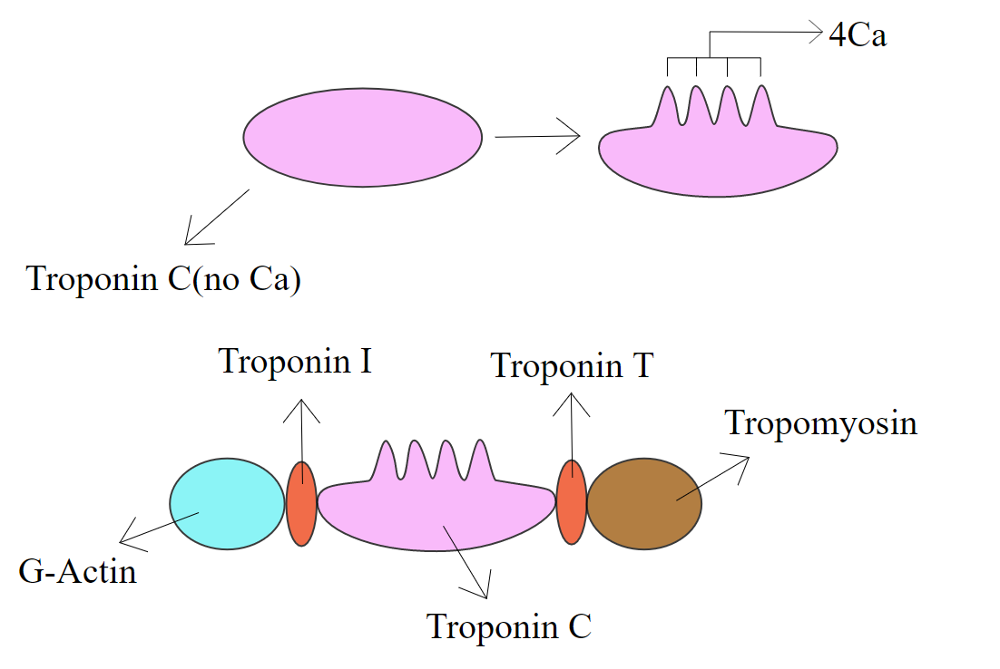 4Ca
Troponin C(no Ca)
Troponin I
Troponin T
Tropomyosin
G-Actin
Troponin C